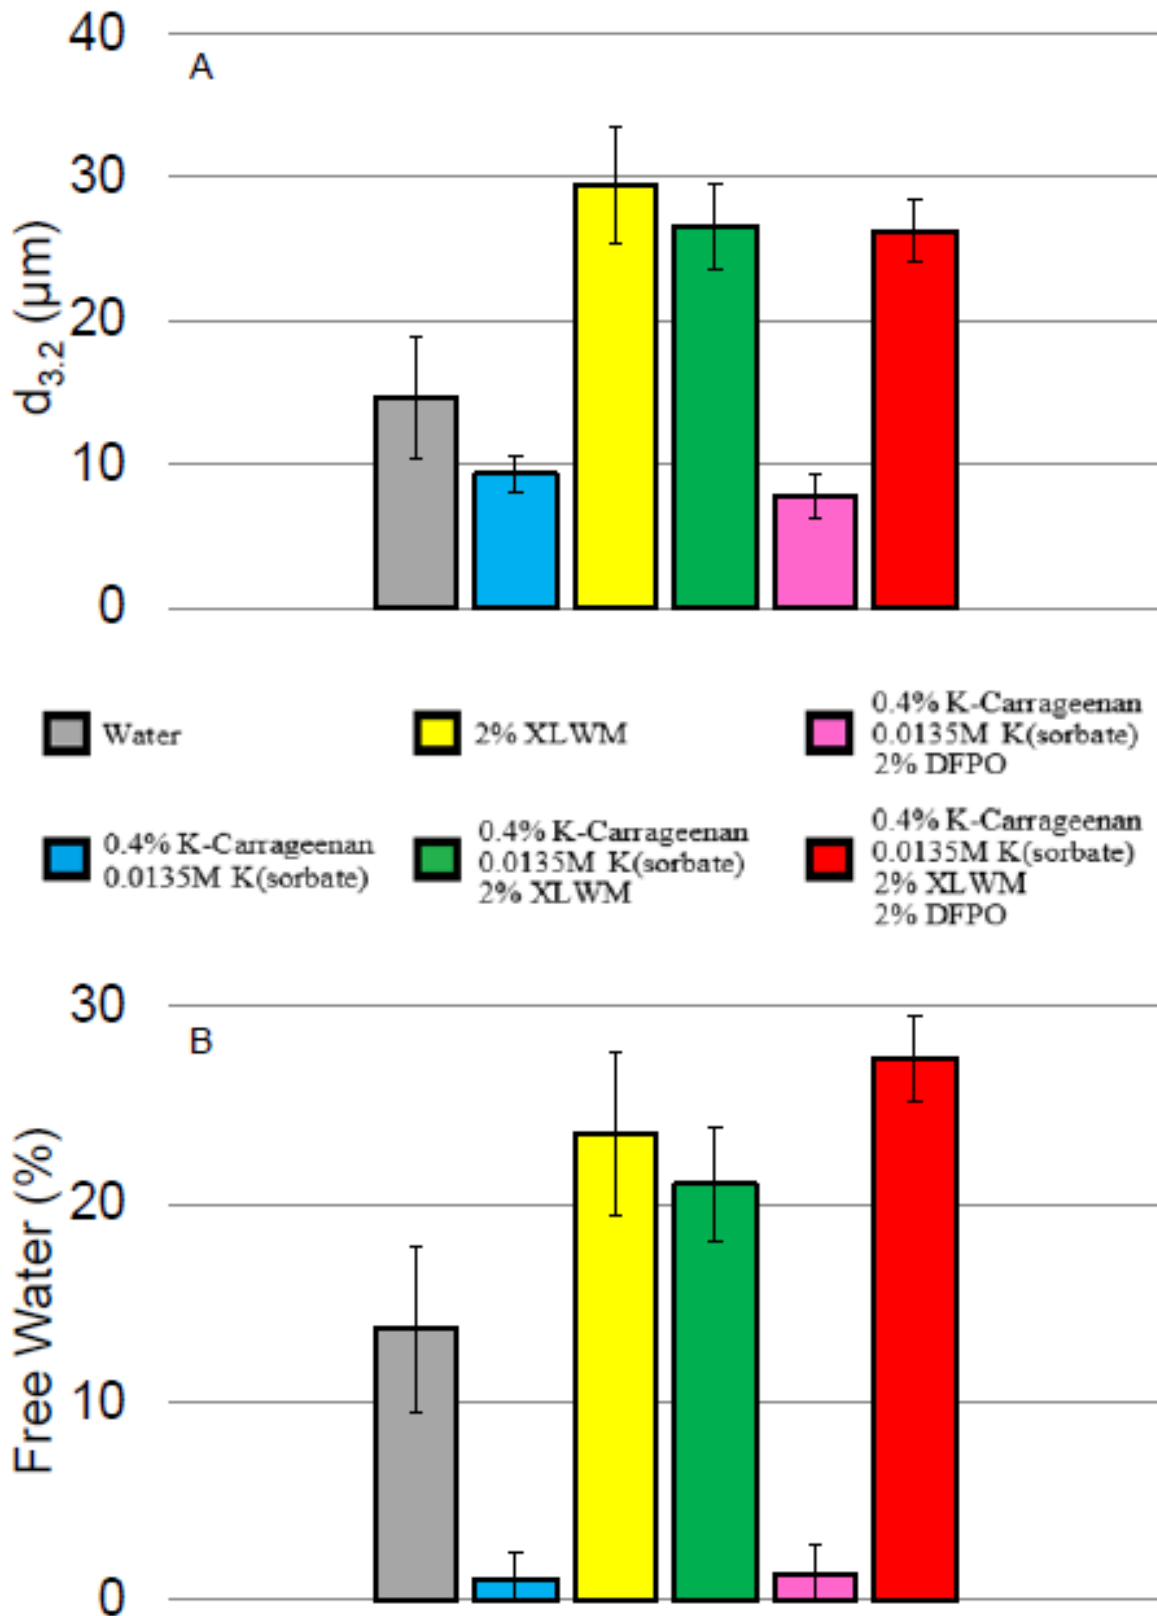 40
A
30
20
10
0
d3.2 (μm)
Water
2% XLWM
0.4% K-Carrageenan
0.0135M K(sorbate)
2% DFPO
0.4% K-Carrageenan
0.0135M K(sorbate)
0.4% K-Carrageenan
0.0135M K(sorbate)
2% XLWM
0.4% K-Carrageenan
0.0135M K(sorbate)
2% XLWM
2% DFPO
30
B
20
10
0
Free Water (%)